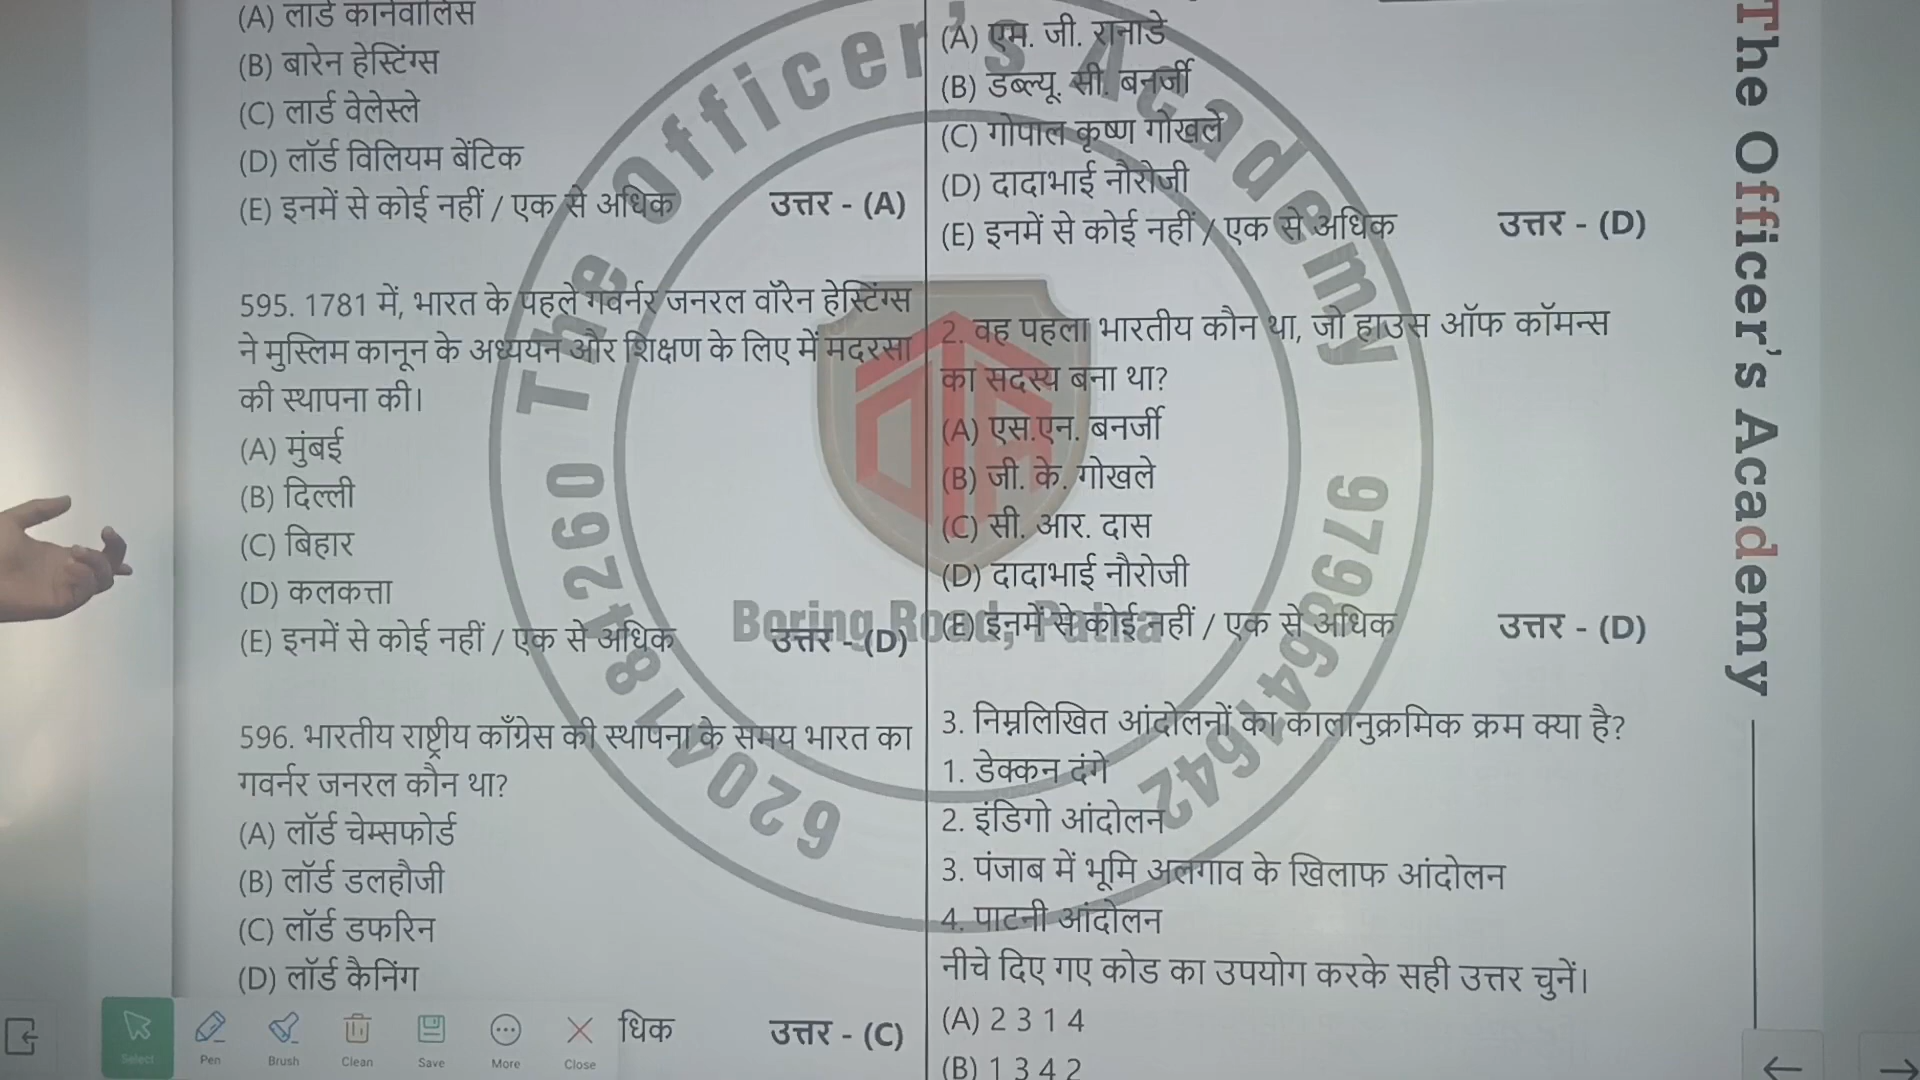 (A) लार्ड कार्नवालिस
(B) बारेन हेस्टिंग्स
(C) लार्ड वेलेस्ले
(D) लॉर्ड विलियम बेंटिक
(E) इनमें से कोई नहीं / एक से अधिक उत्तर - (A)
595. 1781 में, भारत के पहले गवर्नर जनरल वॉरेन हेस्टिंग्स
ने मुस्लिम कानून के अध्ययन और शिक्षण के लिए में मदरसा
की स्थापना की।
(A) मुंबई
(B) दिल्ली
(C) बिहार
(D) कलकत्ता
(E) इनमें से कोई नहीं / एक से अधिक उत्तर - (D)
596. भारतीय राष्ट्रीय काँग्रेस की स्थापना के समय भारत का
गवर्नर जनरल कौन था?
(A) लॉर्ड चेम्सफोर्ड
(B) लॉर्ड डलहौजी
(C) लॉर्ड डफरिन
(D) लॉर्ड कैनिंग
धिक उत्तर - (C)
(A) एम. जी. रानाडे
(B) डब्ल्यू. सी. बनर्जी
(C) गोपाल कृष्ण गोखले
(D) दादाभाई नौरोजी
(E) इनमें से कोई नहीं / एक से अधिक उत्तर - (D)
2. वह पहला भारतीय कौन था, जो हाउस ऑफ कॉमन्स
का सदस्य बना था?
(A) एस.एन. बनर्जी
(B) जी. के. गोखले
(C) सी. आर. दास
(D) दादाभाई नौरोजी
(E) इनमें से कोई नहीं / एक से अधिक उत्तर - (D)
3. निम्नलिखित आंदोलनों का कालानुक्रमिक क्रम क्या है?
1. डेक्कन दंगे
2. इंडिगो आंदोलन
3. पंजाब में भूमि अलगाव के खिलाफ आंदोलन
4. पाटनी आंदोलन
नीचे दिए गए कोड का उपयोग करके सही उत्तर चुनें।
(A) 2 3 1 4
(B) 1 3 4 2
The Officer's Academy
The Officer's Academy
Boring Road, Patna
6204184260
9798641642
Select Pen Brush Clean Save More Close